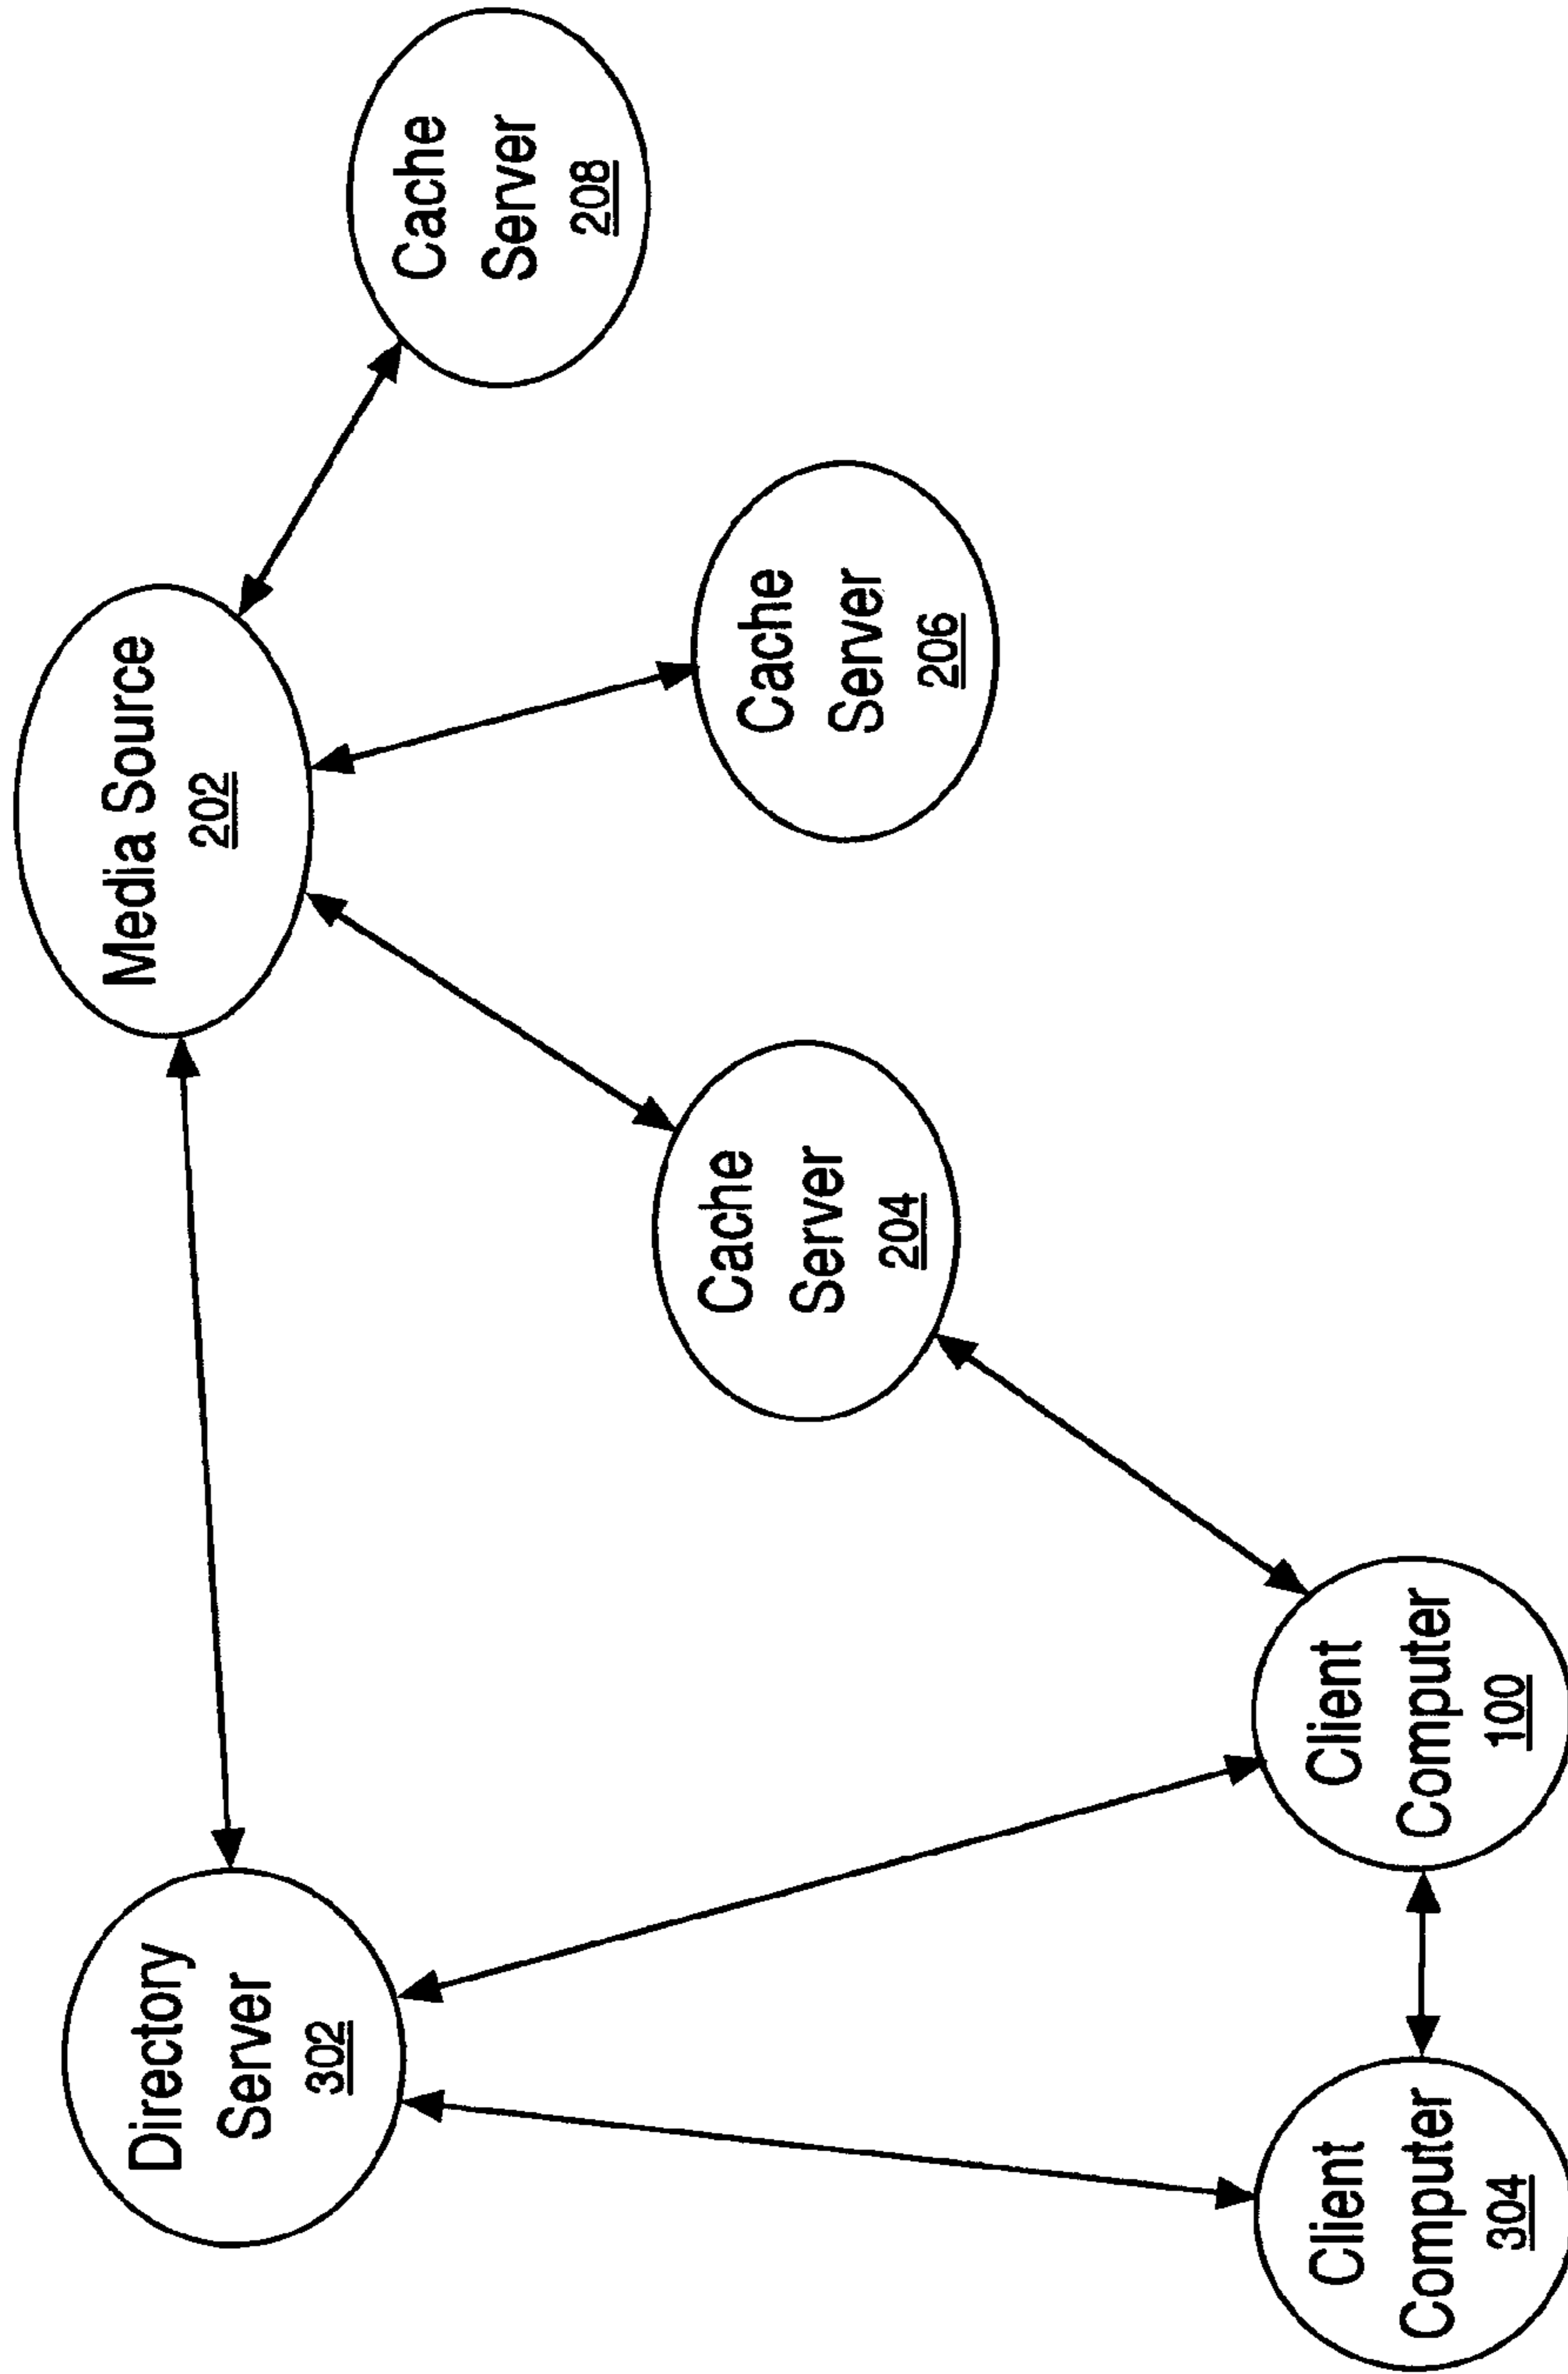 Directory
Server
302
Media Source
202
Cache
Server
208
Cache
Server
204
Cache
Server
206
Client
Computer
304
Client
Computer
100